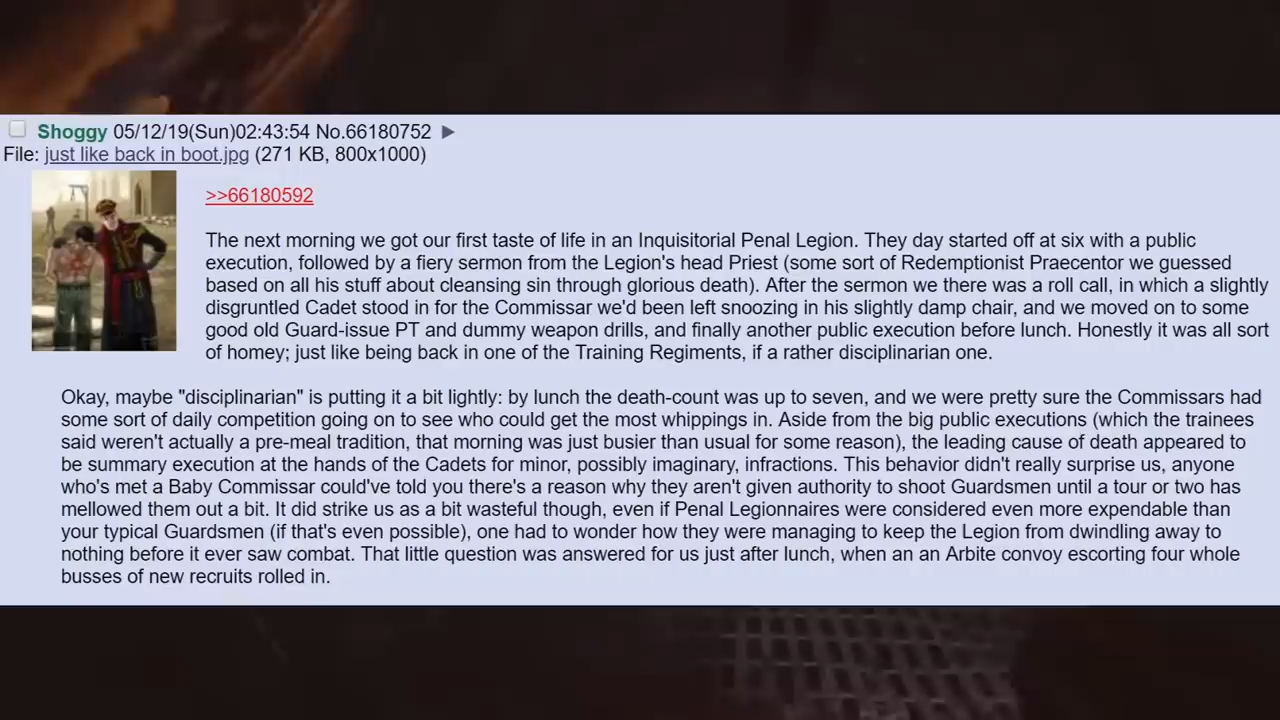 Shoggy 05/12/19(Sun)02:43:54 No.66180752 ▶
File: just like back in boot.jpg (271 KB, 800x1000)
>>66180592
The next morning we got our first taste of life in an Inquisitorial Penal Legion. They day started off at six with a public
execution, followed by a fiery sermon from the Legion's head Priest (some sort of Redemptionist Praecentor we guessed
based on all his stuff about cleansing sin through glorious death). After the sermon we there was a roll call, in which a slightly
disgruntled Cadet stood in for the Commissar we'd been left snoozing in his slightly damp chair, and we moved on to some
good old Guard-issue PT and dummy weapon drills, and finally another public execution before lunch. Honestly it was all sort
of homey; just like being back in one of the Training Regiments, if a rather disciplinarian one.
Okay, maybe "disciplinarian" is putting it a bit lightly: by lunch the death-count was up to seven, and we were pretty sure the Commissars had
some sort of daily competition going on to see who could get the most whippings in. Aside from the big public executions (which the trainees
said weren't actually a pre-meal tradition, that morning was just busier than usual for some reason), the leading cause of death appeared to
be summary execution at the hands of the Cadets for minor, possibly imaginary, infractions. This behavior didn't really surprise us, anyone
who's met a Baby Commissar could've told you there's a reason why they aren't given authority to shoot Guardsmen until a tour or two has
mellowed them out a bit. It did strike us as a bit wasteful though, even if Penal Legionnaires were considered even more expendable than
your typical Guardsmen (if that's even possible), one had to wonder how they were managing to keep the Legion from dwindling away to
nothing before it ever saw combat. That little question was answered for us just after lunch, when an an Arbite convoy escorting four whole
busses of new recruits rolled in.